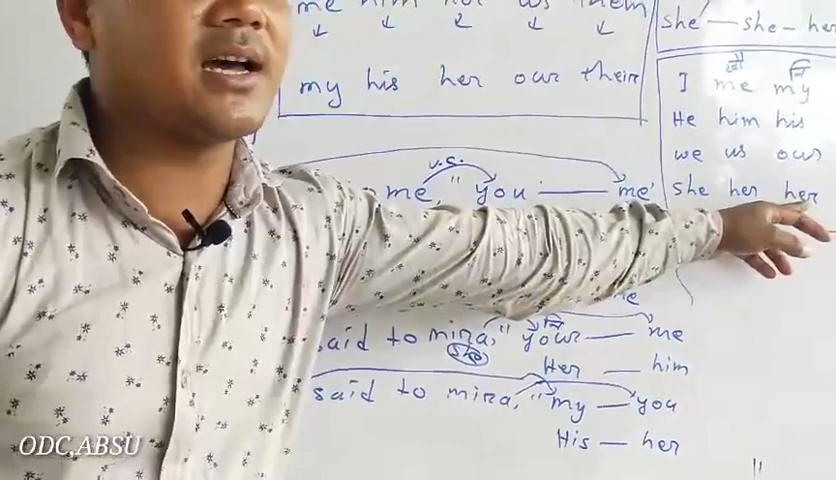 me him her us them
my his her our their
she — she - her
I me my
He him his
we us our
she her her
me," you — me'
said to mira, "your — me
she
Her — him
said to mira, "my — you
His — her
ODC,ABSU